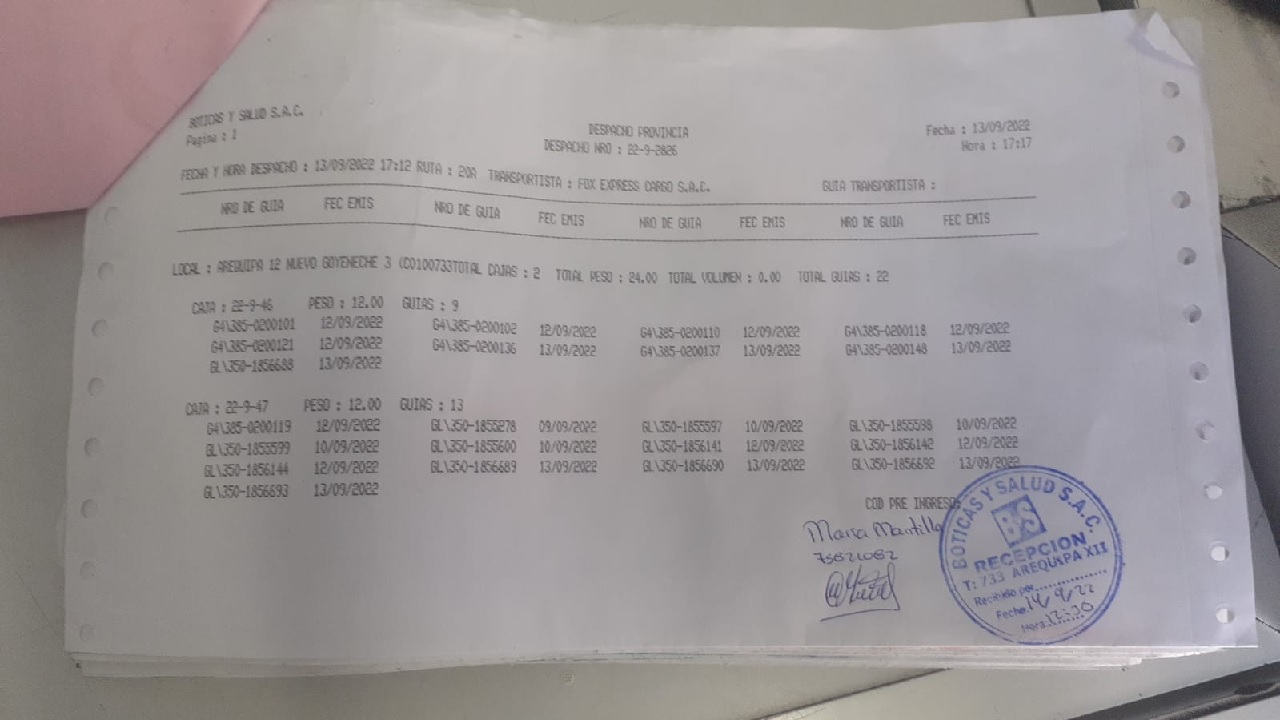 BOTICAS Y SALUD S.A.C.
Pagina : 1
DESPACHO PROVINCIA
DESPACHO NRO : 22-9-2826
Fecha : 13/09/2022
Hora : 17:17
FECHA Y HORA DESPACHO : 13/09/2022 17:12 RUTA : 20A TRANSPORTISTA : FOX EXPRESS CARGO S.A.C. GUIA TRANSPORTISTA :
NRO DE GUIA FEC EMIS NRO DE GUIA FEC EMIS NRO DE GUIA FEC EMIS NRO DE GUIA FEC EMIS
LOCAL : AREQUIPA 12 NUEVO GOYENECHE 3 (CO100733TOTAL CAJAS : 2 TOTAL PESO : 24.00 TOTAL VOLUMEN : 0.00 TOTAL GUIAS : 22
CAJA : 22-9-46 PESO : 12.00 GUIAS : 9
G4\385-0200101 12/09/2022 G4\385-0200102 12/09/2022 G4\385-0200110 12/09/2022 G4\385-0200118 12/09/2022
G4\385-0200121 12/09/2022 G4\385-0200136 13/09/2022 G4\385-0200137 13/09/2022 G4\385-0200148 13/09/2022
GL\350-1856688 13/09/2022
CAJA : 22-9-47 PESO : 12.00 GUIAS : 13
G4\385-0200119 12/09/2022 GL\350-1855278 09/09/2022 GL\350-1855597 10/09/2022 GL\350-1855598 10/09/2022
GL\350-1855599 10/09/2022 GL\350-1855600 10/09/2022 GL\350-1856141 12/09/2022 GL\350-1856142 12/09/2022
GL\350-1856144 12/09/2022 GL\350-1856689 13/09/2022 GL\350-1856690 13/09/2022 GL\350-1856692 13/09/2022
GL\350-1856693 13/09/2022
COD PRE INGRESO:
Maria Mantilla
75621062
BOTICAS Y SALUD S.A.C.
BS
RECEPCION
T: 733 AREQUIPA XII
Recibido por..............
Fecha: 14/9/22
Hora: 12:30